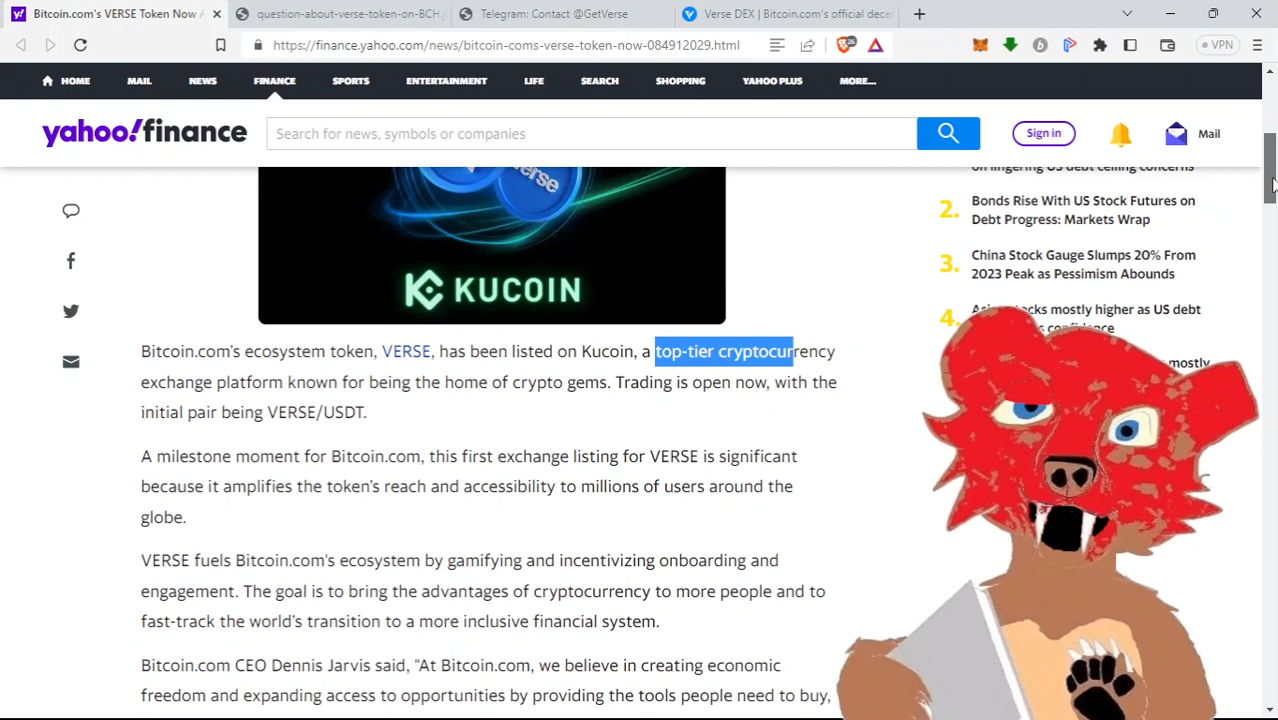 Bitcoin.com's VERSE Token Now A
question-about-verse-token-on-BCH.
Telegram: Contact @GetVerse
Verse DEX | Bitcoin.com's official dece
https://finance.yahoo.com/news/bitcoin-coms-verse-token-now-084912029.html
VPN
HOME MAIL NEWS FINANCE SPORTS ENTERTAINMENT LIFE SEARCH SHOPPING YAHOO PLUS MORE...
yahoo!finance
Search for news, symbols or companies
Sign in
Mail
on lingering US debt ceiling concerns
2. Bonds Rise With US Stock Futures on
Debt Progress: Markets Wrap
3. China Stock Gauge Slumps 20% From
2023 Peak as Pessimism Abounds
4. cks mostly higher as US debt
mostly
verse
KUCOIN
Bitcoin.com's ecosystem token, VERSE, has been listed on Kucoin, a top-tier cryptocurrency
exchange platform known for being the home of crypto gems. Trading is open now, with the
initial pair being VERSE/USDT.
A milestone moment for Bitcoin.com, this first exchange listing for VERSE is significant
because it amplifies the token's reach and accessibility to millions of users around the
globe.
VERSE fuels Bitcoin.com's ecosystem by gamifying and incentivizing onboarding and
engagement. The goal is to bring the advantages of cryptocurrency to more people and to
fast-track the world's transition to a more inclusive financial system.
Bitcoin.com CEO Dennis Jarvis said, "At Bitcoin.com, we believe in creating economic
freedom and expanding access to opportunities by providing the tools people need to buy,